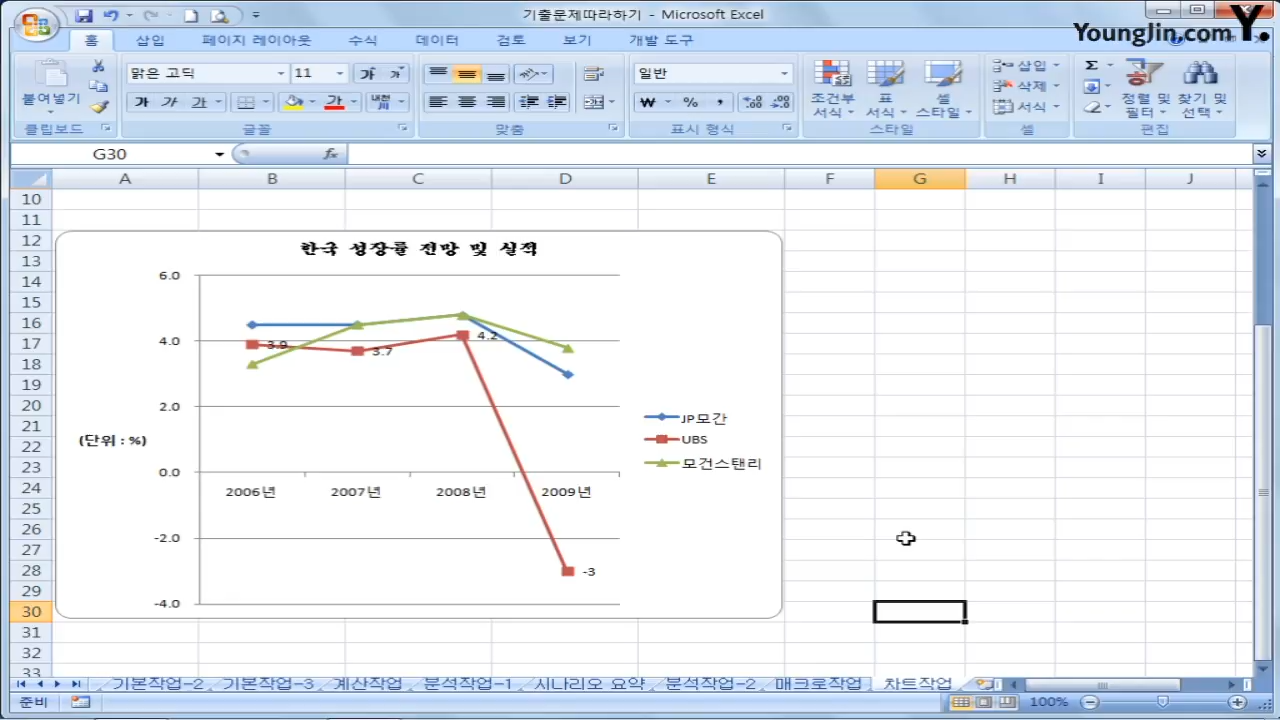 기출문제따라하기 - Microsoft Excel
YoungJin.com Y.
홈 삽입 페이지 레이아웃 수식 데이터 검토 보기 개발 도구
붙여넣기
맑은 고딕 11 가 가
가 가 가 가 내천
일반
₩ % ,
조건부 서식
표 서식
셀 스타일
삽입
삭제
서식
Σ
정렬 및 필터
찾기 및 선택
클립보드 글꼴 맞춤 표시 형식 스타일 셀 편집
G30 fx
A B C D E F G H I J
10
11
12
13
14
15
16
17
18
19
20
21
22
23
24
25
26
27
28
29
30
31
32
33
한국 성장률 전망 및 실적
6.0
4.0
2.0
0.0
-2.0
-4.0
(단위 : %)
3.9
3.7
4.2
-3
2006년 2007년 2008년 2009년
JP모간
UBS
모건스탠리
기본작업-2 기본작업-3 계산작업 분석작업-1 시나리오 요약 분석작업-2 매크로작업 차트작업
준비 100%